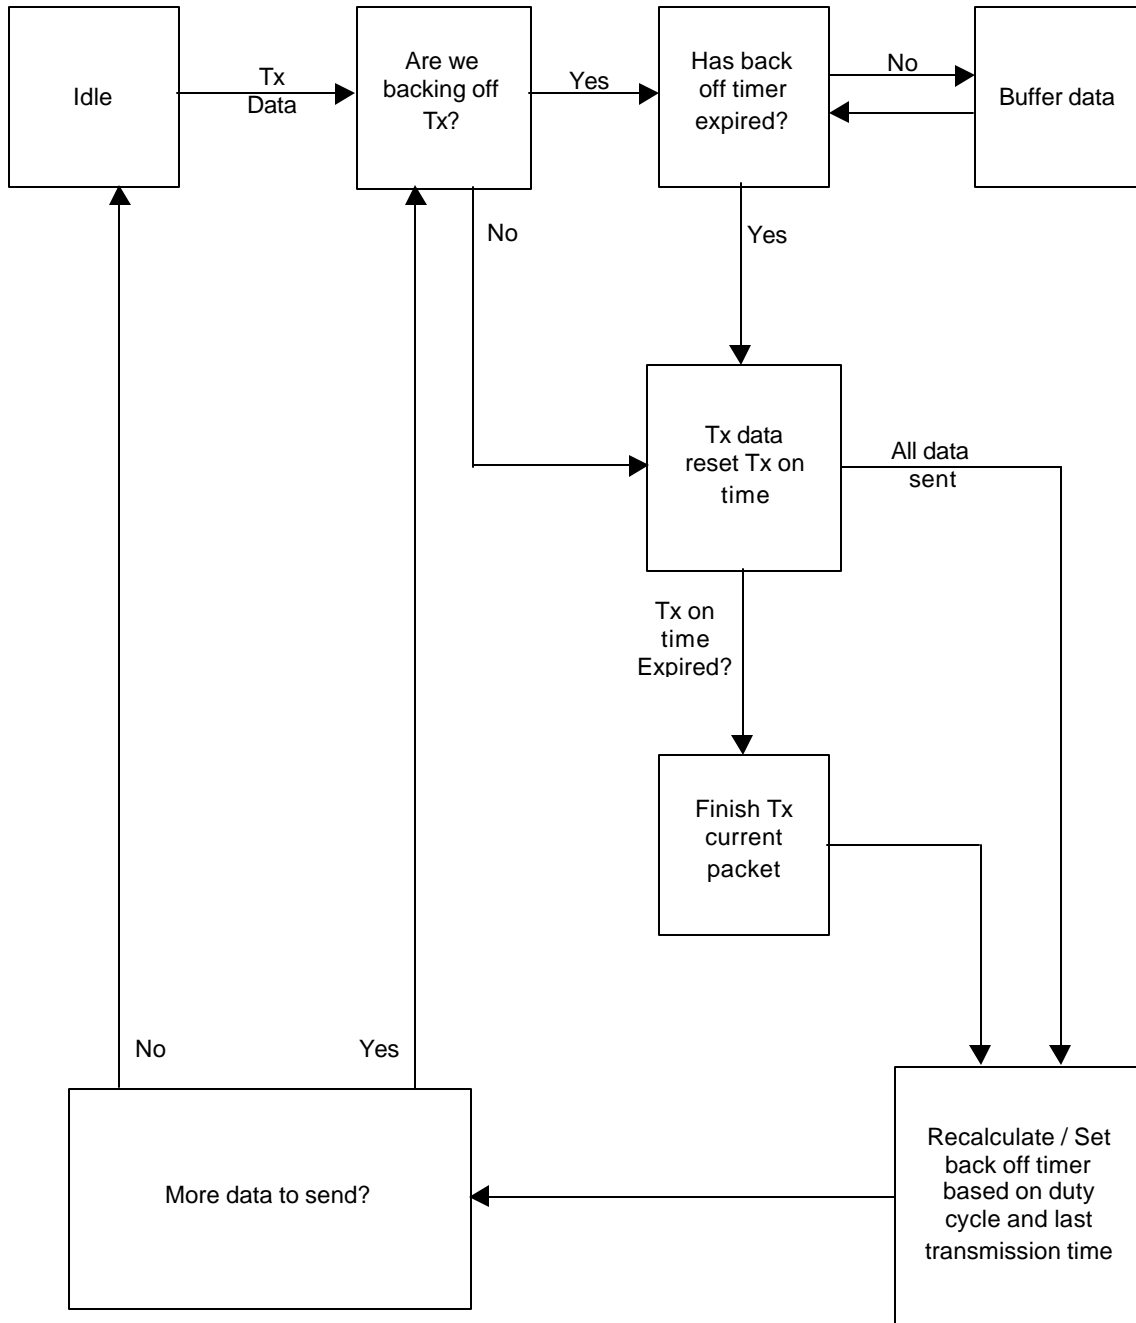 Idle
Tx
Data
Are we
backing off
Tx?
Yes
Has back
off timer
expired?
No
Buffer data
No
Yes
Tx data
reset Tx on
time
All data
sent
Tx on
time
Expired?
Finish Tx
current
packet
No
Yes
More data to send?
Recalculate / Set
back off timer
based on duty
cycle and last
transmission time